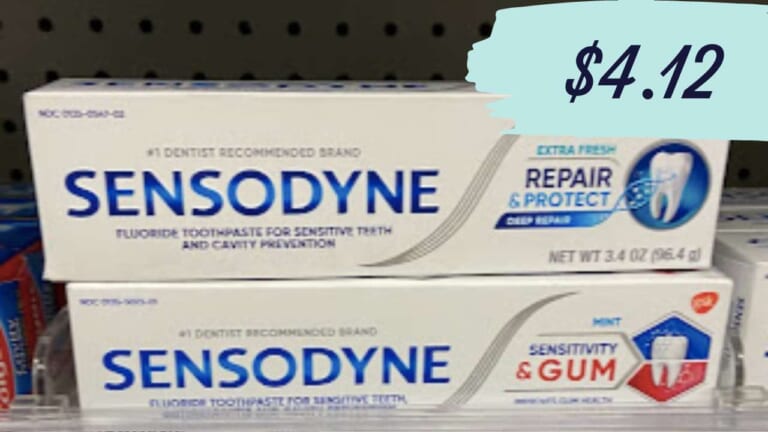 $4.12
#1 DENTIST RECOMMENDED BRAND
SENSODYNE
FLUORIDE TOOTHPASTE FOR SENSITIVE TEETH
AND CAVITY PREVENTION
EXTRA FRESH
REPAIR
& PROTECT
DEEP REPAIR
NET WT 3.4 OZ (96.4 g)
#1 DENTIST RECOMMENDED BRAND
SENSODYNE
FLUORIDE TOOTHPASTE FOR SENSITIVE TEETH,
gsk
MINT
SENSITIVITY
& GUM